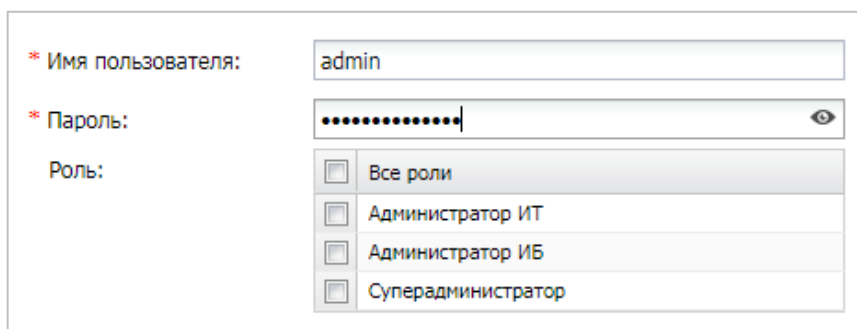 * Имя пользователя: admin
* Пароль: ••••••••••••••
Роль: Все роли
Администратор ИТ
Администратор ИБ
Суперадминистратор